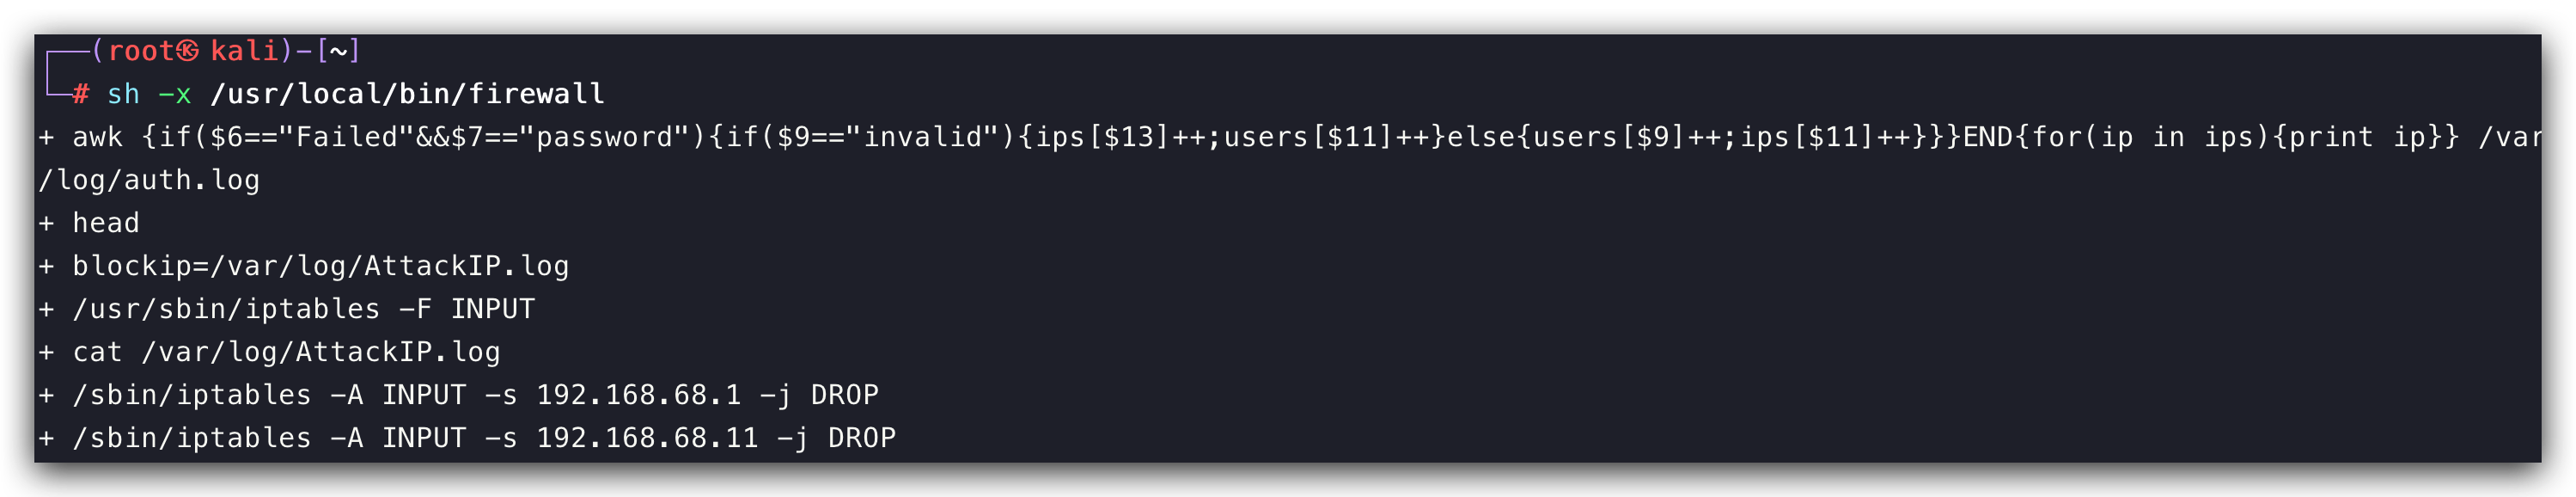 ┌──(root㉿ kali)-[~]
└─# sh -x /usr/local/bin/firewall
+ awk {if($6=="Failed"&&$7=="password"){if($9=="invalid"){ips[$13]++;users[$11]++}else{users[$9]++;ips[$11]++}}}END{for(ip in ips){print ip}} /var
/log/auth.log
+ head
+ blockip=/var/log/AttackIP.log
+ /usr/sbin/iptables -F INPUT
+ cat /var/log/AttackIP.log
+ /sbin/iptables -A INPUT -s 192.168.68.1 -j DROP
+ /sbin/iptables -A INPUT -s 192.168.68.11 -j DROP